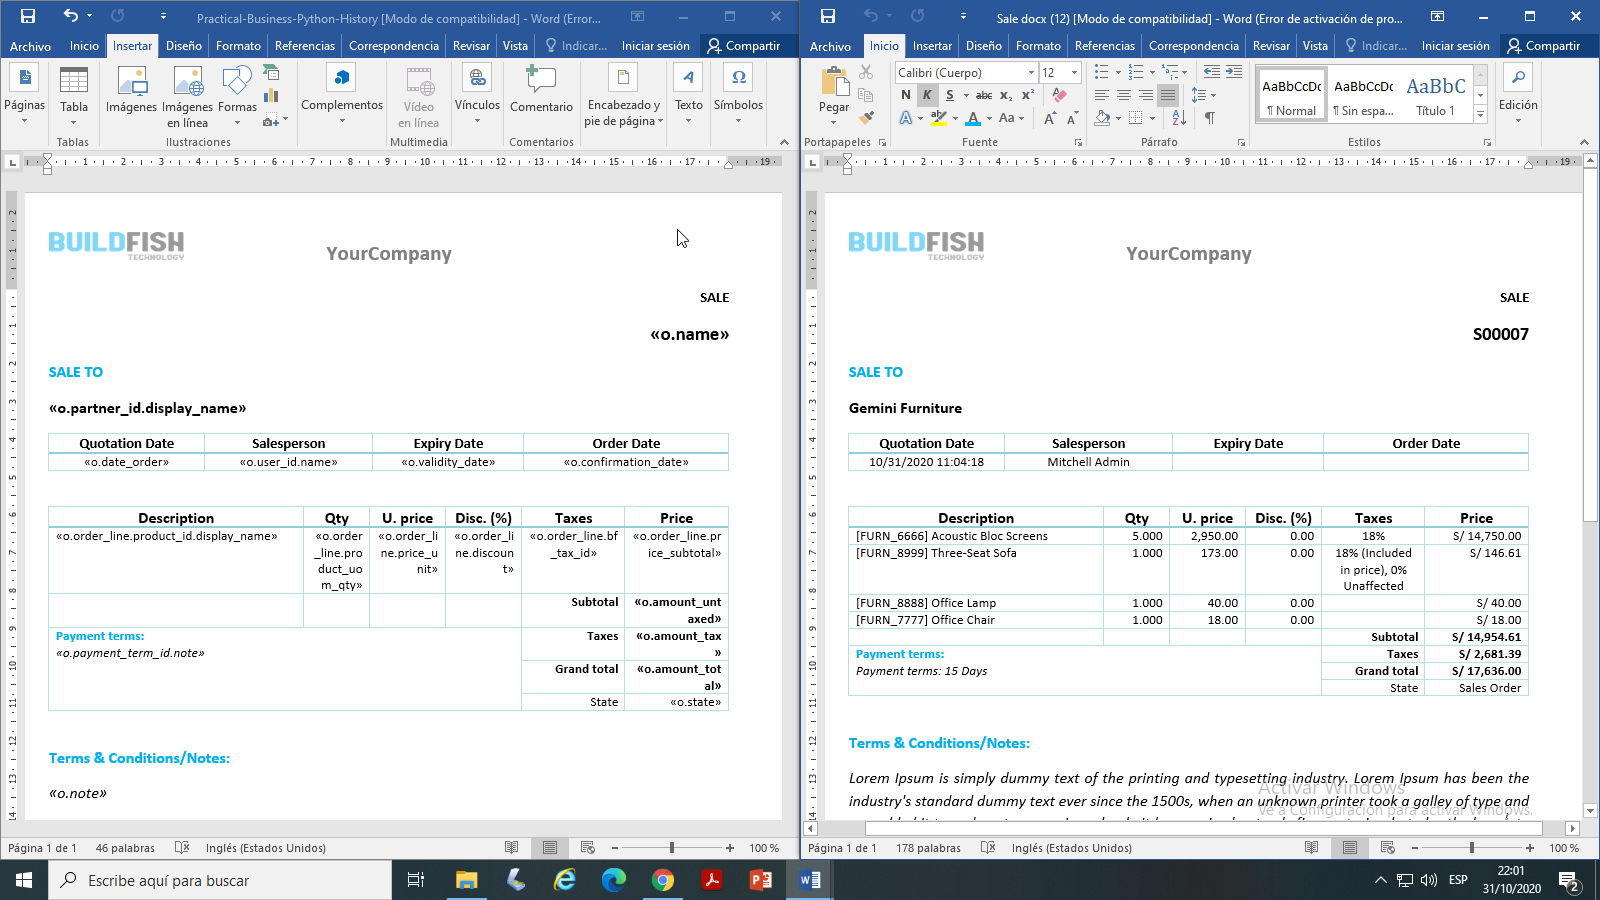 Practical-Business-Python-History [Modo de compatibilidad] - Word (Error...
Archivo Inicio Insertar Diseño Formato Referencias Correspondencia Revisar Vista Indicar... Iniciar sesión Compartir
Páginas
Tabla
Imágenes
Imágenes en línea
Formas
Complementos
Vídeo en línea
Vínculos
Comentario
Encabezado y pie de página
Texto
Símbolos
Tablas Ilustraciones Multimedia Comentarios
BUILDFISH
TECHNOLOGY
YourCompany
SALE
«o.name»
SALE TO
«o.partner_id.display_name»
Quotation Date Salesperson Expiry Date Order Date
«o.date_order» «o.user_id.name» «o.validity_date» «o.confirmation_date»
Description Qty U. price Disc. (%) Taxes Price
«o.order_line.product_id.display_name» «o.order_line.product_uom_qty» «o.order_line.price_unit» «o.order_line.discount» «o.order_line.bf_tax_id» «o.order_line.price_subtotal»
Subtotal «o.amount_untaxed»
Payment terms: Taxes «o.amount_tax»
«o.payment_term_id.note»
Grand total «o.amount_total»
State «o.state»
Terms & Conditions/Notes:
«o.note»
Página 1 de 1 46 palabras Inglés (Estados Unidos) 100 %
Sale docx (12) [Modo de compatibilidad] - Word (Error de activación de pro...
Archivo Inicio Insertar Diseño Formato Referencias Correspondencia Revisar Vista Indicar... Iniciar sesión Compartir
Pegar
Calibri (Cuerpo) 12
N K S abc x₂ x²
A ab A Aa A A
AaBbCcDc AaBbCcDc AaBbC
¶ Normal ¶ Sin espa... Título 1
Edición
Portapapeles Fuente Párrafo Estilos
BUILDFISH
TECHNOLOGY
YourCompany
SALE
S00007
SALE TO
Gemini Furniture
Quotation Date Salesperson Expiry Date Order Date
10/31/2020 11:04:18 Mitchell Admin
Description Qty U. price Disc. (%) Taxes Price
[FURN_6666] Acoustic Bloc Screens 5.000 2,950.00 0.00 18% S/ 14,750.00
[FURN_8999] Three-Seat Sofa 1.000 173.00 0.00 18% (Included in price), 0% Unaffected S/ 146.61
[FURN_8888] Office Lamp 1.000 40.00 0.00 S/ 40.00
[FURN_7777] Office Chair 1.000 18.00 0.00 S/ 18.00
Subtotal S/ 14,954.61
Payment terms: Taxes S/ 2,681.39
Payment terms: 15 Days Grand total S/ 17,636.00
State Sales Order
Terms & Conditions/Notes:
Lorem Ipsum is simply dummy text of the printing and typesetting industry. Lorem Ipsum has been the
industry's standard dummy text ever since the 1500s, when an unknown printer took a galley of type and
Activar Windows
Ve a Configuración para activar Windows.
Página 1 de 1 178 palabras Inglés (Estados Unidos) 100 %
Escribe aquí para buscar
ESP
22:01
31/10/2020
2